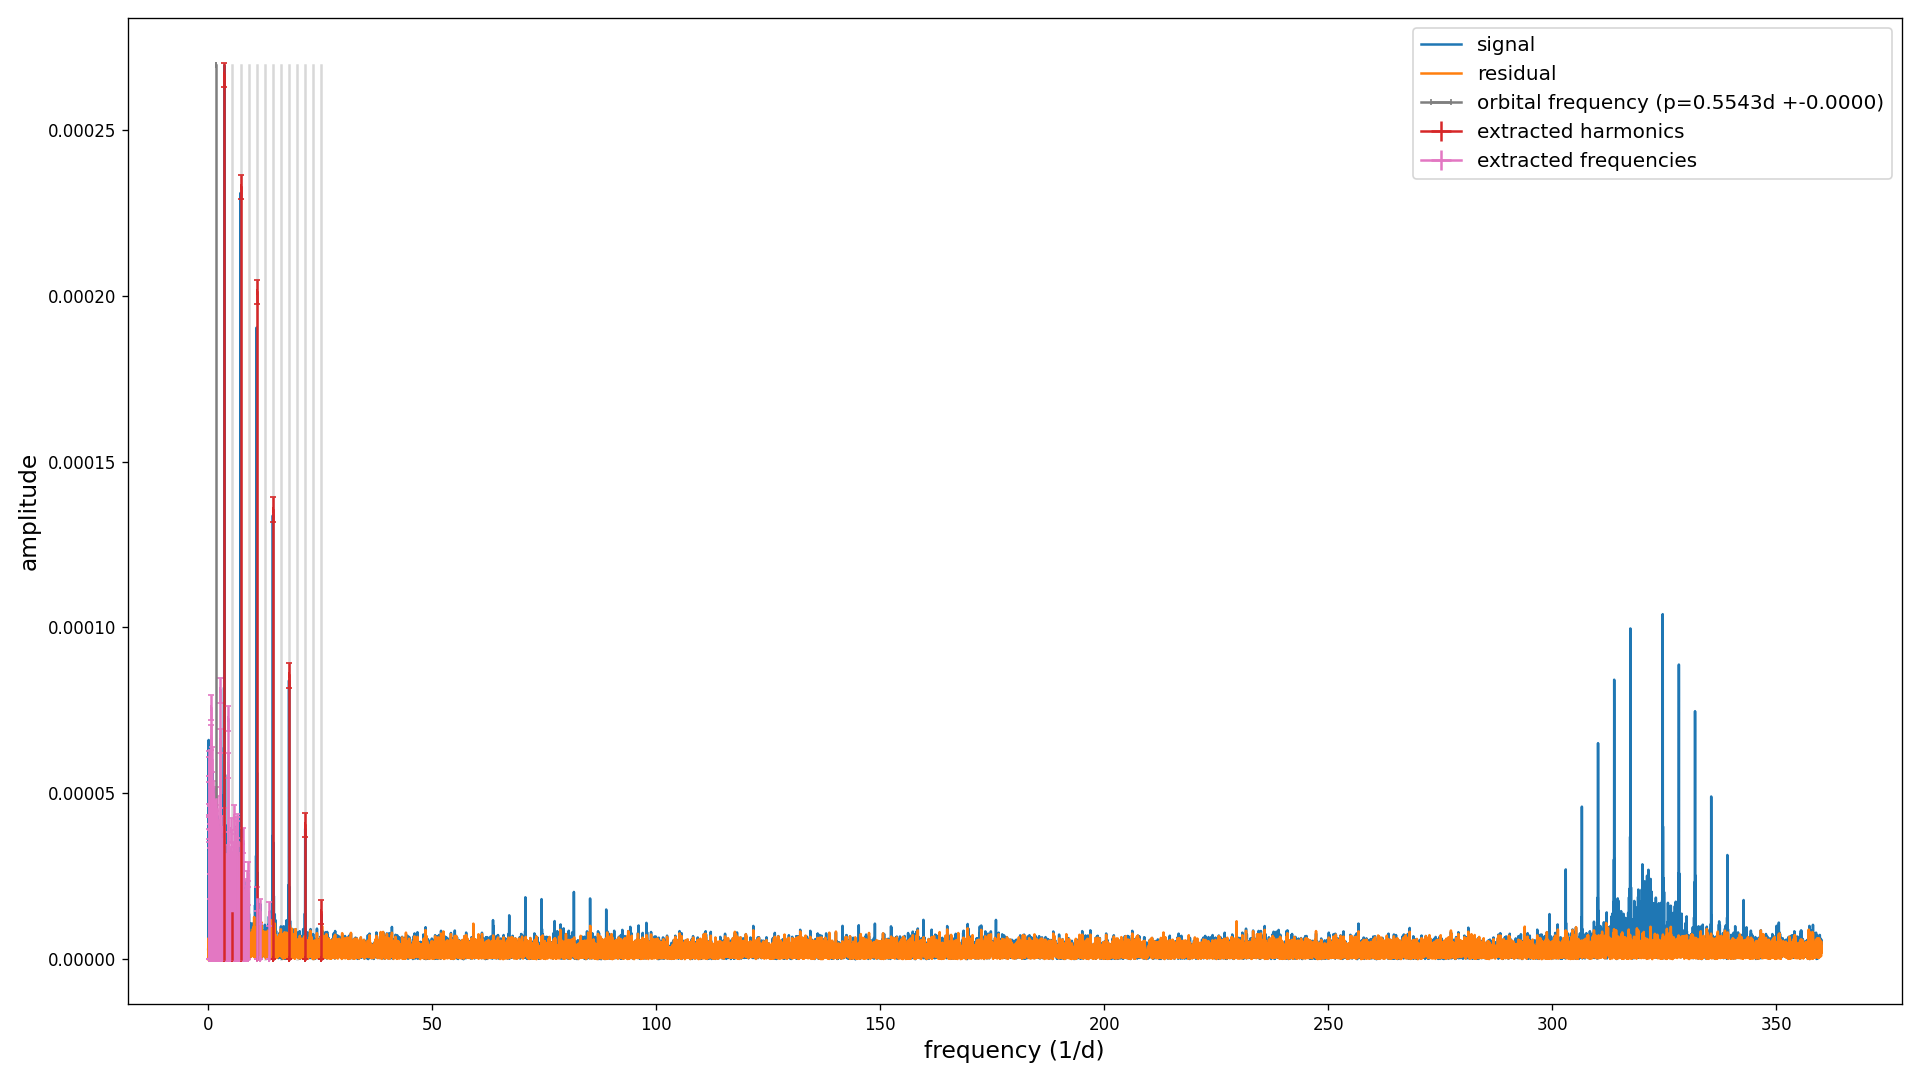 signal
residual
orbital frequency (p=0.5543d +-0.0000)
extracted harmonics
extracted frequencies
amplitude
0.00025
0.00020
0.00015
0.00010
0.00005
0.00000
0 50 100 150 200 250 300 350
frequency (1/d)